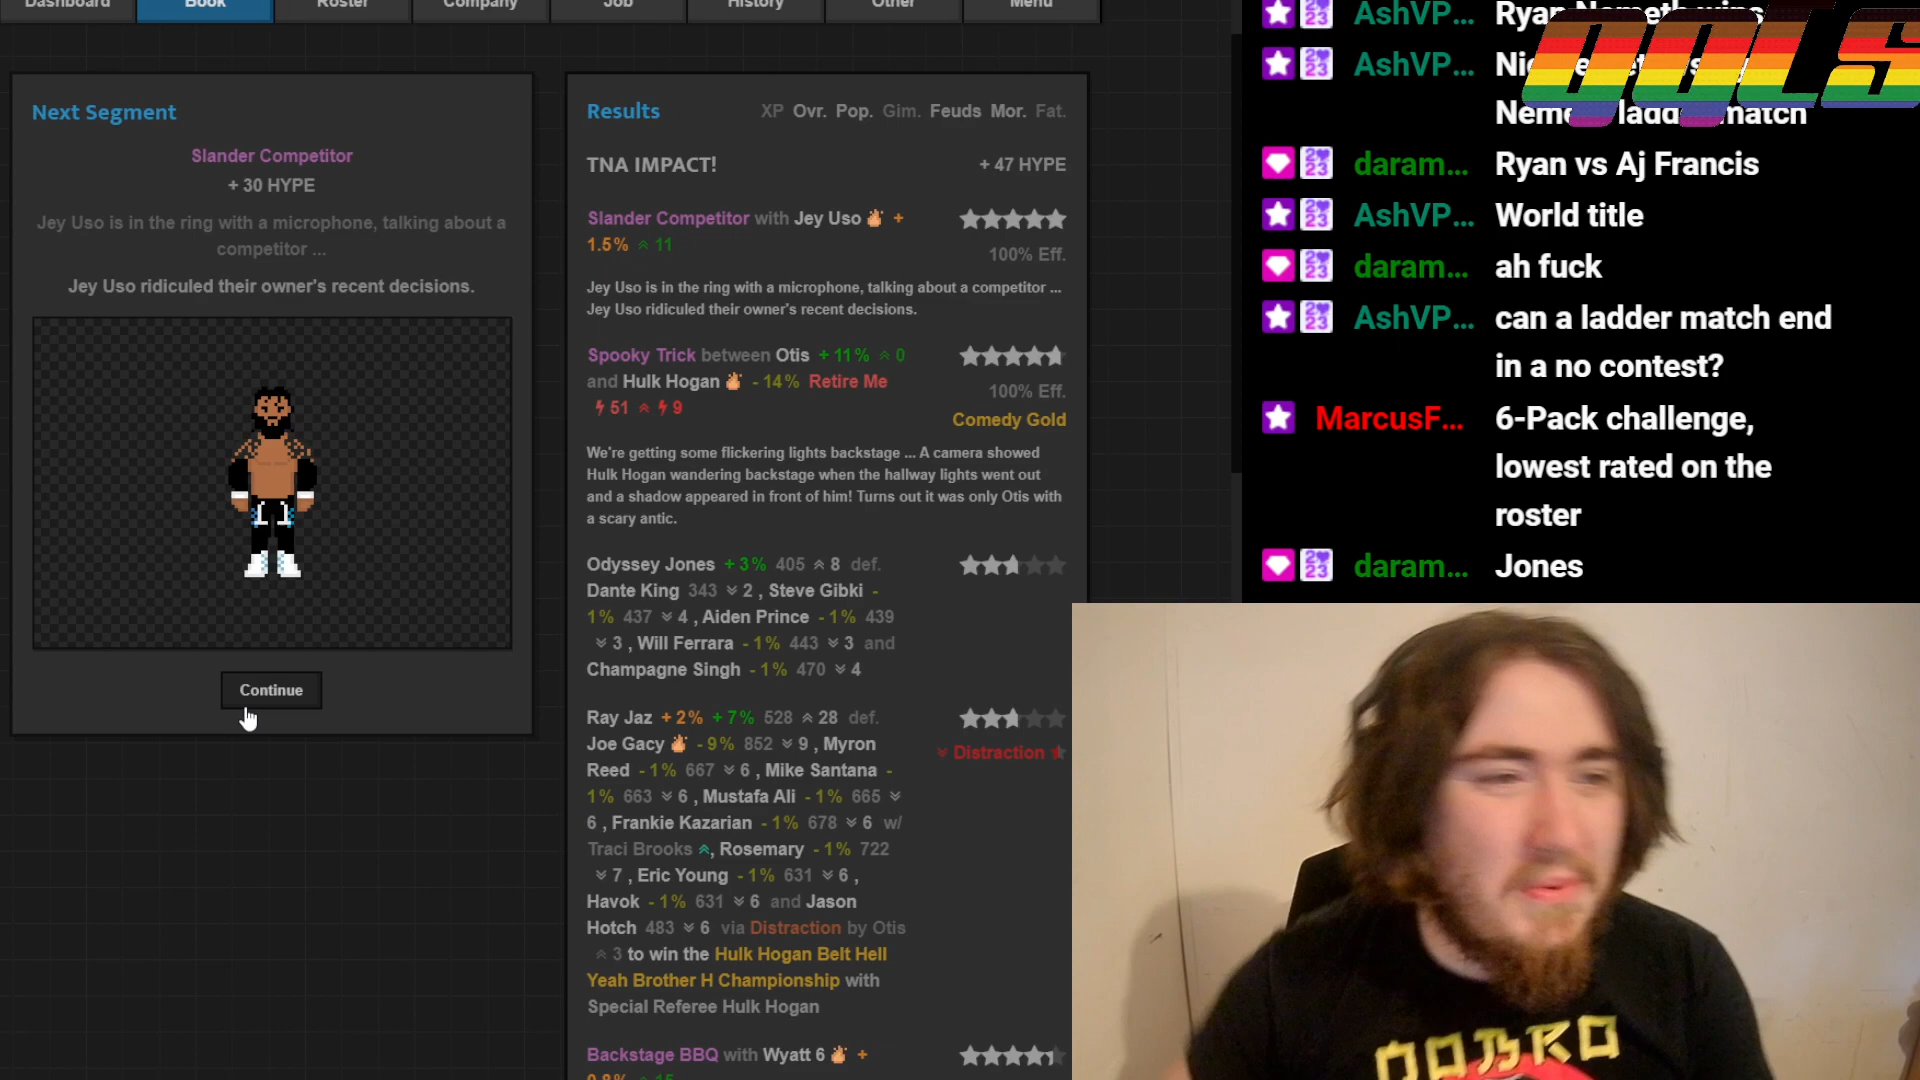 Dashboard Book Roster Company Job History Other Menu
Next Segment
Slander Competitor
+ 30 HYPE
Jey Uso is in the ring with a microphone, talking about a
competitor ...
Jey Uso ridiculed their owner's recent decisions.
Continue
Results XP Ovr. Pop. Gim. Feuds Mor. Fat.
TNA IMPACT! + 47 HYPE
Slander Competitor with Jey Uso +
1.5% 11
100% Eff.
Jey Uso is in the ring with a microphone, talking about a competitor ...
Jey Uso ridiculed their owner's recent decisions.
Spooky Trick between Otis + 11% 0
and Hulk Hogan - 14% Retire Me
51 9
100% Eff.
Comedy Gold
We're getting some flickering lights backstage ... A camera showed
Hulk Hogan wandering backstage when the hallway lights went out
and a shadow appeared in front of him! Turns out it was only Otis with
a scary antic.
Odyssey Jones + 3% 405 8 def.
Dante King 343 2 , Steve Gibki -
1% 437 4 , Aiden Prince - 1% 439
3 , Will Ferrara - 1% 443 3 and
Champagne Singh - 1% 470 4
Ray Jaz + 2% + 7% 528 28 def.
Joe Gacy - 9% 852 9 , Myron
Reed - 1% 667 6 , Mike Santana -
1% 663 6 , Mustafa Ali - 1% 665
6 , Frankie Kazarian - 1% 678 6 w/
Traci Brooks , Rosemary - 1% 722
7 , Eric Young - 1% 631 6 ,
Havok - 1% 631 6 and Jason
Hotch 483 6 via Distraction by Otis
3 to win the Hulk Hogan Belt Hell
Yeah Brother H Championship with
Special Referee Hulk Hogan
Distraction
Backstage BBQ with Wyatt 6 +
AshVP... Ryan Nemeth wins
AshVP...
ladder match
daram... Ryan vs Aj Francis
AshVP... World title
daram... ah fuck
AshVP... can a ladder match end
in a no contest?
MarcusF... 6-Pack challenge,
lowest rated on the
roster
daram... Jones